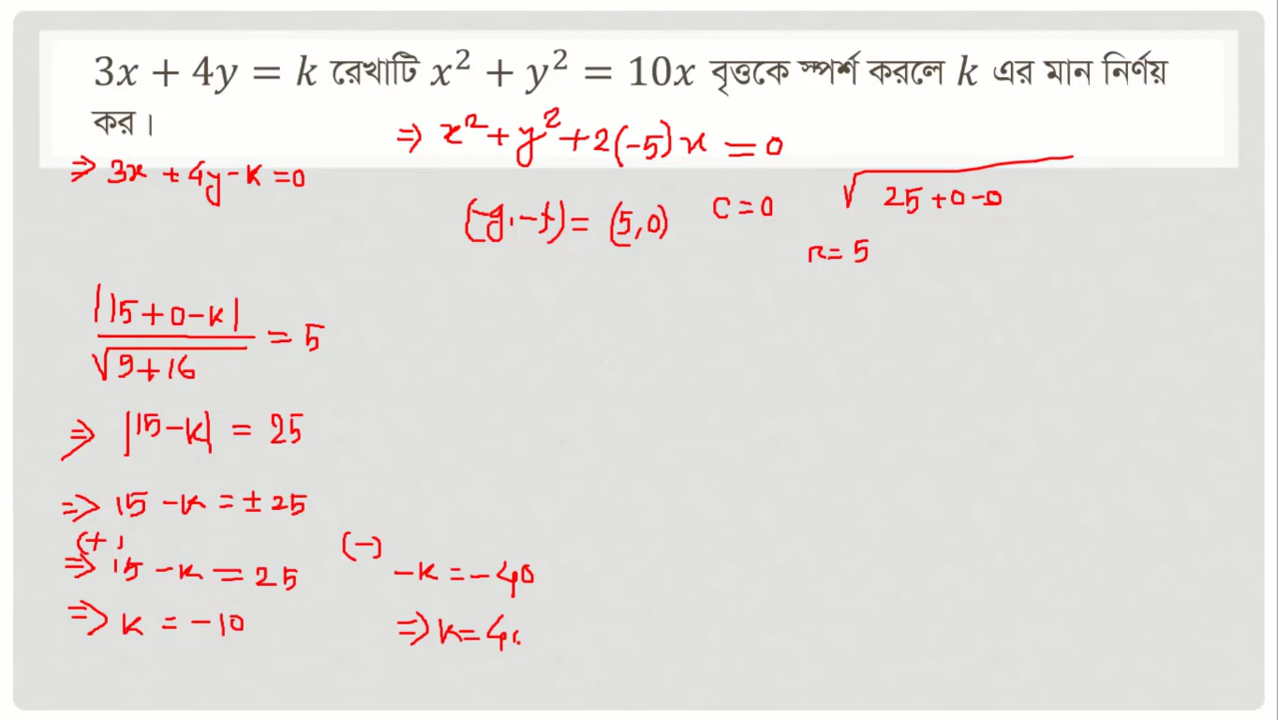 3x + 4y = k রেখাটি x² + y² = 10x বৃত্তকে স্পর্শ করলে k এর মান নির্ণয়
কর।
⇒ x² + y² + 2(-5)x = 0
⇒ 3x + 4y - k = 0
(-g, -f) = (5, 0) c = 0 √(25 + 0 - 0)
r = 5
|15 + 0 - k| / √(9 + 16) = 5
⇒ |15 - k| = 25
⇒ 15 - k = ± 25
(+) (-)
⇒ 15 - k = 25 -k = -40
⇒ k = -10 ⇒ k = 4